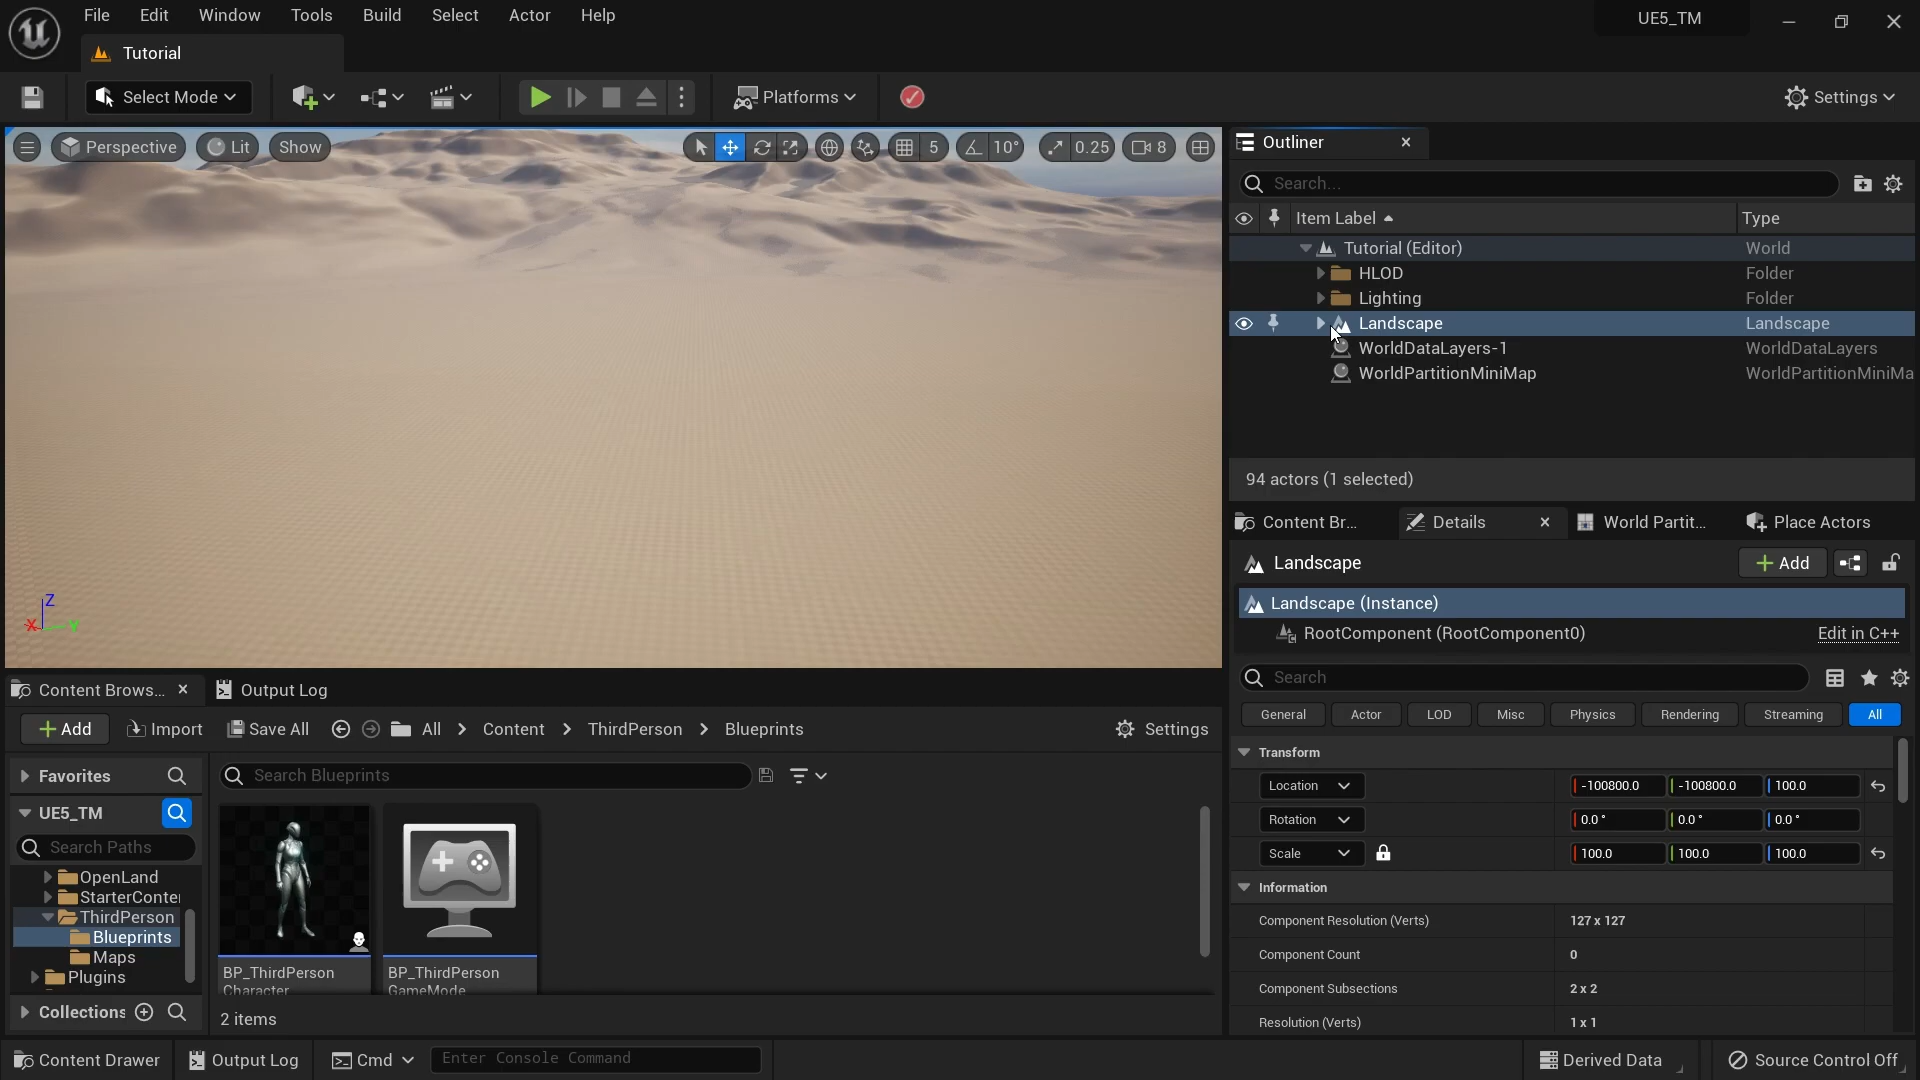 File Edit Window Tools Build Select Actor Help
UE5_TM
Tutorial
Select Mode
Platforms
Settings
Perspective
Lit
Show
5
10°
0.25
8
Z
X
Y
Outliner
Search...
Item Label
Type
Tutorial (Editor)
World
HLOD
Folder
Lighting
Folder
Landscape
Landscape
WorldDataLayers-1
WorldDataLayers
WorldPartitionMiniMap
WorldPartitionMiniMa
94 actors (1 selected)
Content Br...
Details
World Partit...
Place Actors
Landscape
Add
Landscape (Instance)
RootComponent (RootComponent0)
Edit in C++
Search
General
Actor
LOD
Misc
Physics
Rendering
Streaming
All
Transform
Location
-100800.0
-100800.0
100.0
Rotation
0.0 °
0.0 °
0.0 °
Scale
100.0
100.0
100.0
Information
Component Resolution (Verts)
127 x 127
Component Count
0
Component Subsections
2 x 2
Resolution (Verts)
1 x 1
Content Brows...
Output Log
Add
Import
Save All
All
Content
ThirdPerson
Blueprints
Settings
Favorites
UE5_TM
Search Paths
OpenLand
StarterConte
ThirdPerson
Blueprints
Maps
Plugins
Collections
Search Blueprints
BP_ThirdPerson
Character
BP_ThirdPerson
GameMode
2 items
Content Drawer
Output Log
Cmd
Enter Console Command
Derived Data
Source Control Off